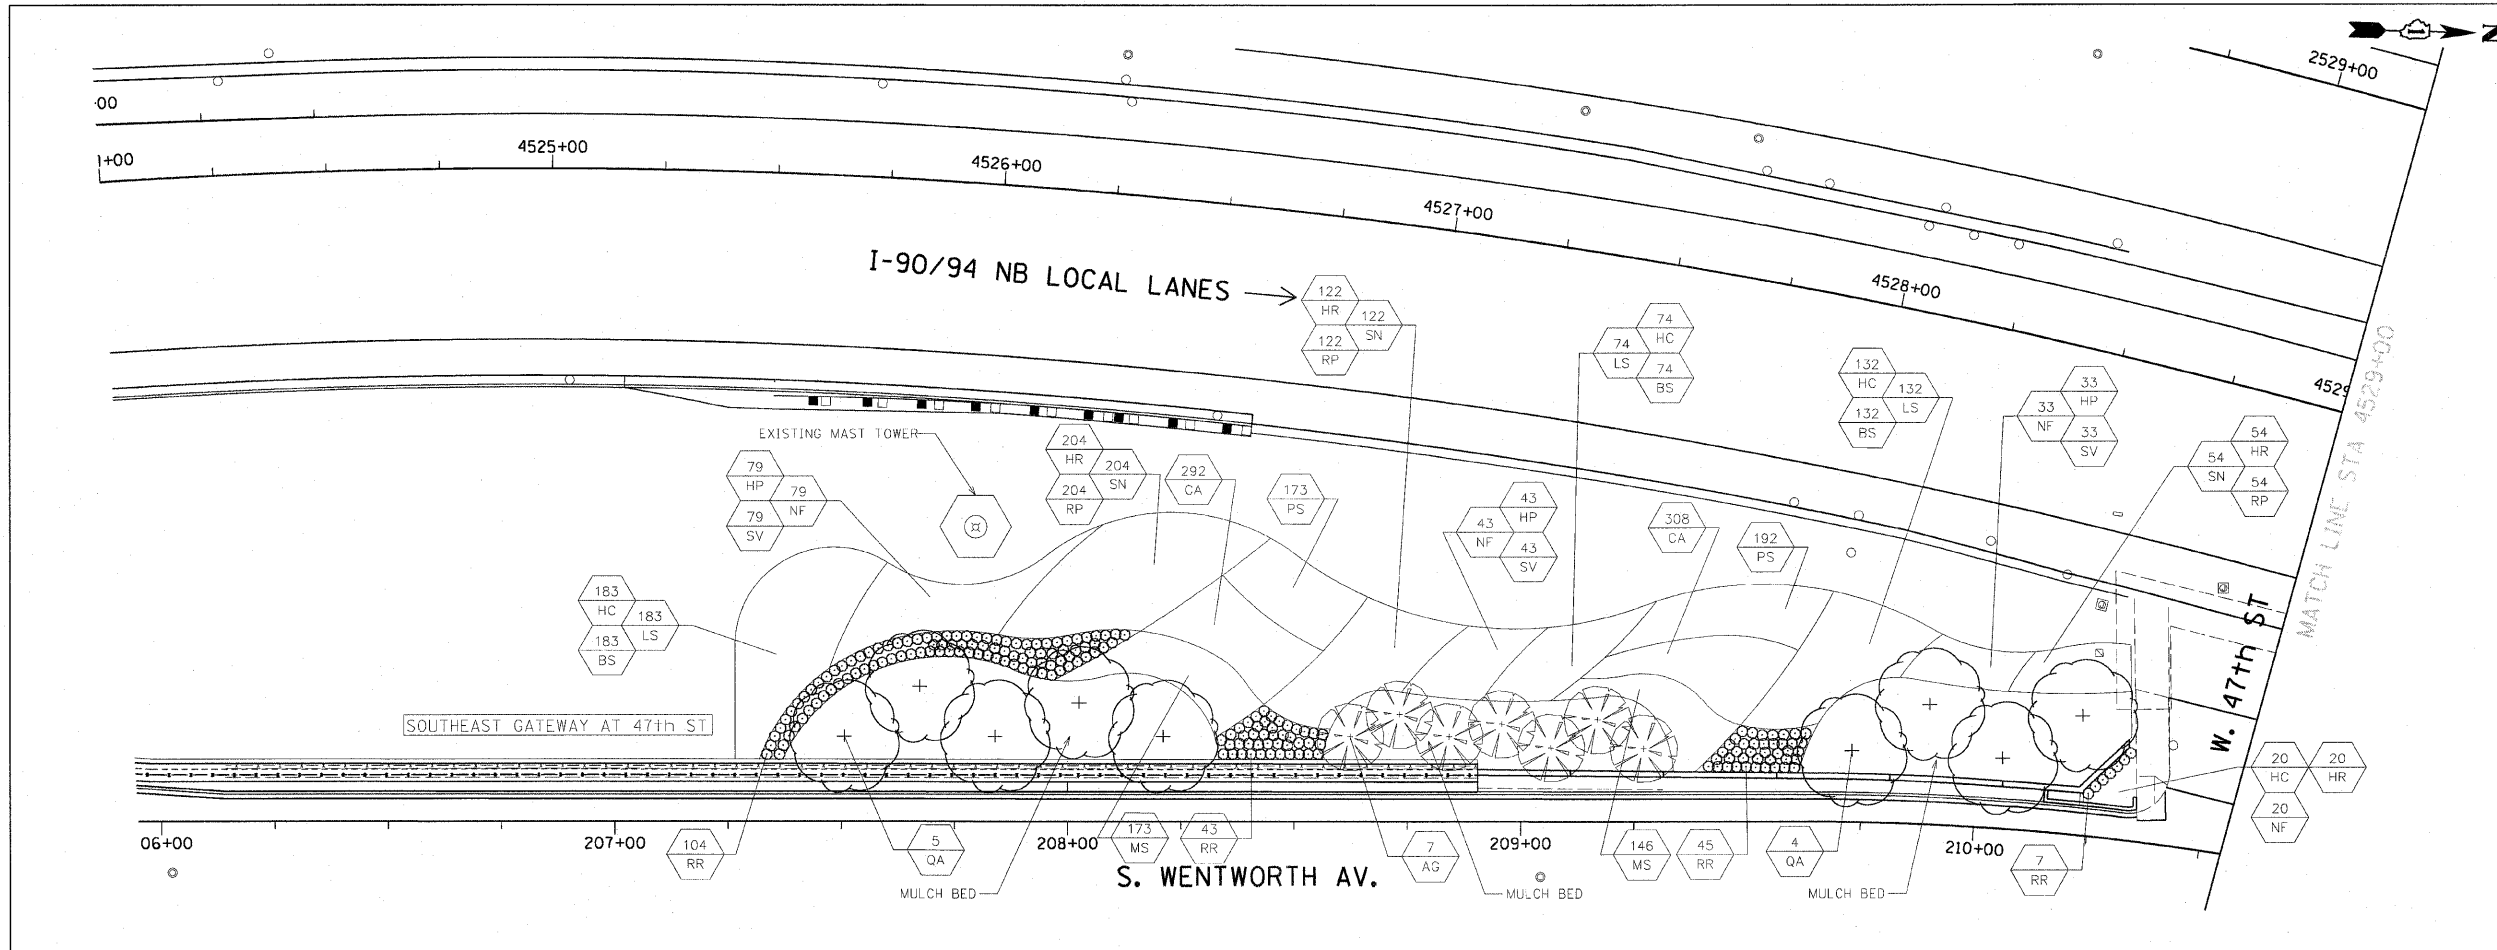 N
2529+00
:00
1+00
4525+00
4526+00
4527+00
4528+00
4529
I-90/94 NB LOCAL LANES
MATCH LINE STA 4529+00
W. 47th ST
EXISTING MAST TOWER
SOUTHEAST GATEWAY AT 47th ST
183
HC
183
LS
183
BS
79
HP
79
NF
79
SV
204
HR
204
SN
204
RP
292
CA
173
PS
122
HR
122
SN
122
RP
43
HP
43
NF
43
SV
74
HC
74
LS
74
BS
308
CA
192
PS
132
HC
132
LS
132
BS
33
HP
33
NF
33
SV
54
HR
54
SN
54
RP
20
HC
20
HR
20
NF
06+00
207+00
208+00
209+00
210+00
104
RR
5
QA
MULCH BED
173
MS
43
RR
7
AG
MULCH BED
146
MS
45
RR
4
QA
MULCH BED
7
RR
S. WENTWORTH AV.